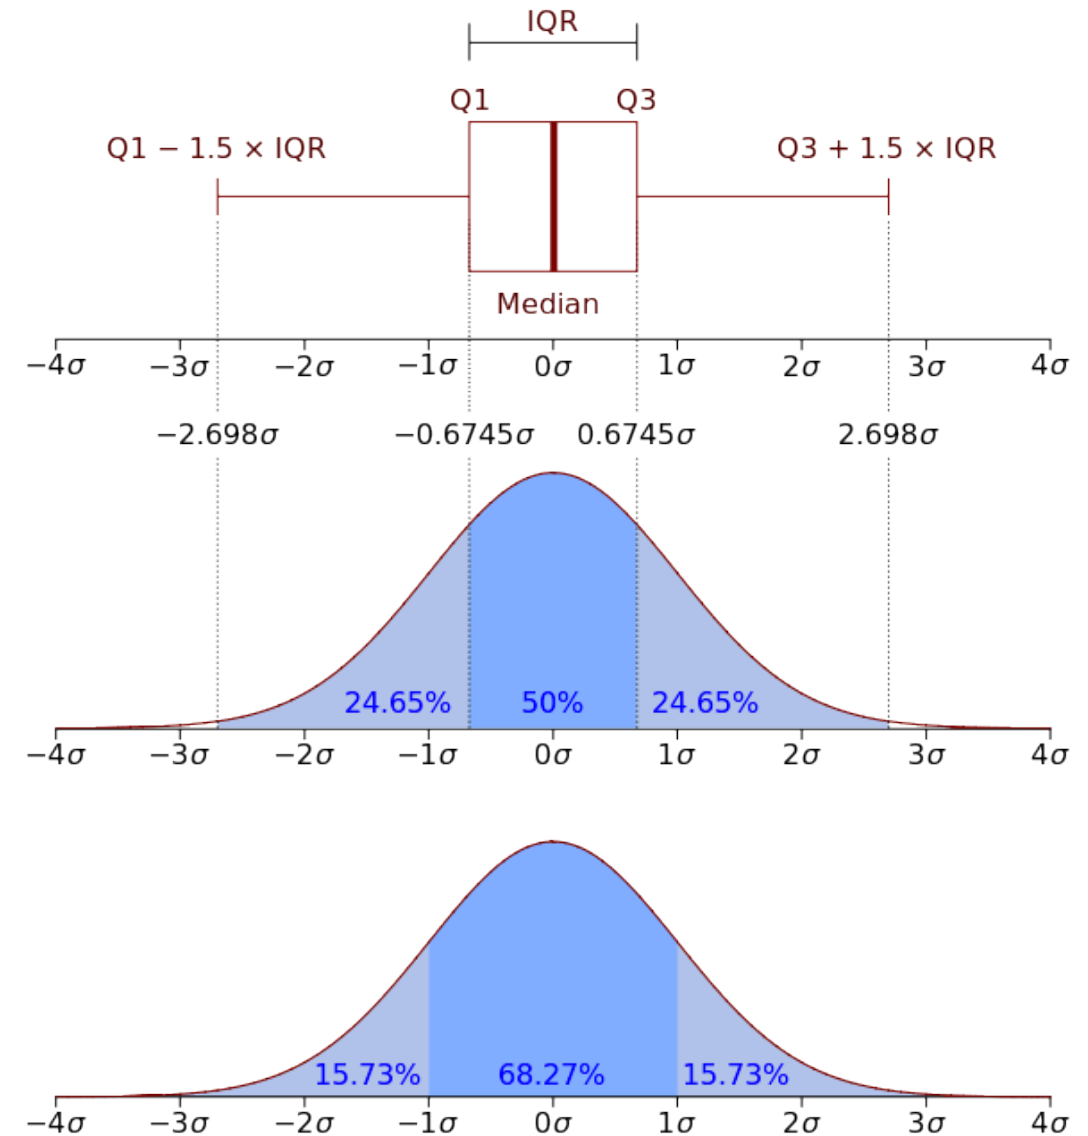 IQR
Q1 Q3
Q1 − 1.5 × IQR Q3 + 1.5 × IQR
Median
−4σ −3σ −2σ −1σ 0σ 1σ 2σ 3σ 4σ
−2.698σ −0.6745σ 0.6745σ 2.698σ
24.65% 50% 24.65%
−4σ −3σ −2σ −1σ 0σ 1σ 2σ 3σ 4σ
15.73% 68.27% 15.73%
−4σ −3σ −2σ −1σ 0σ 1σ 2σ 3σ 4σ